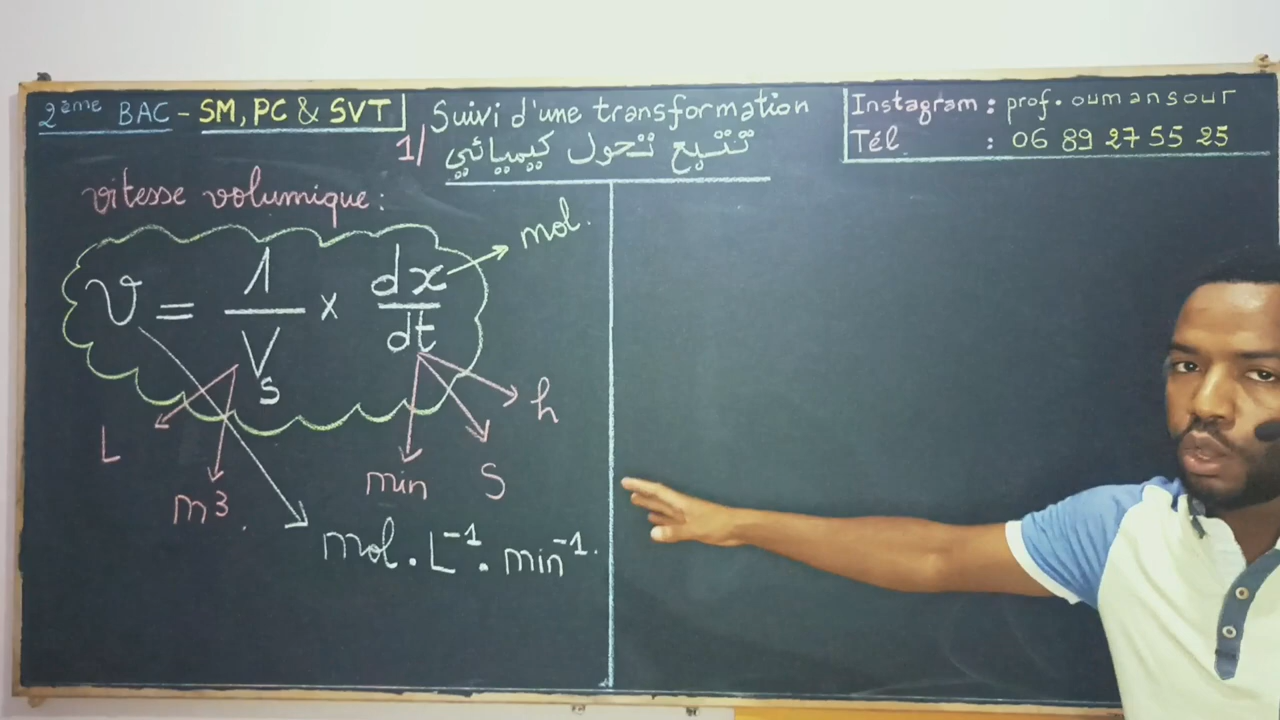 2ème BAC - SM, PC & SVT
Suivi d'une transformation
1/ تتبع تحول كيميائي
Instagram : prof.oumansour
Tél : 06 89 27 55 25
vitesse volumique :
v = 1/Vs x dx/dt
mol.
L
m³.
min
s
h
mol.L⁻¹.min⁻¹.